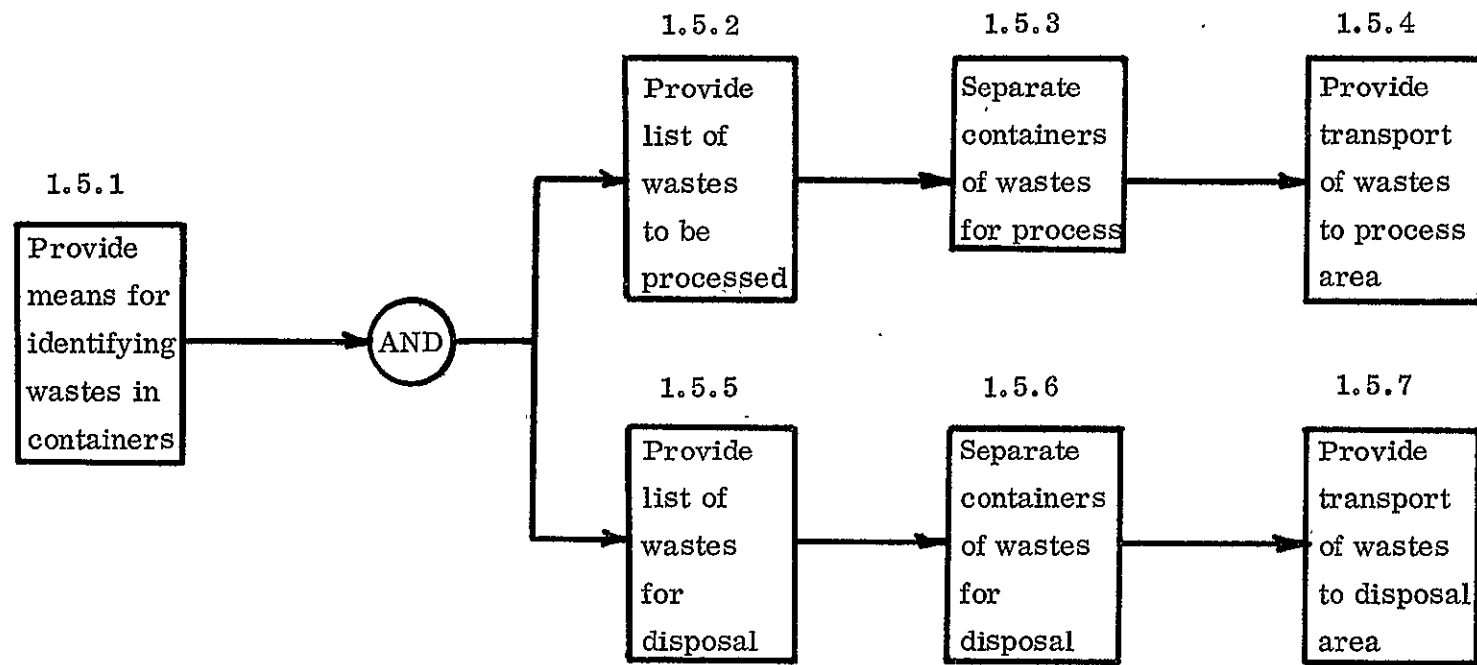 1.5.1
Provide
means for
identifying
wastes in
containers
AND
1.5.2
Provide
list of
wastes
to be
processed
1.5.3
Separate
containers
of wastes
for process
1.5.4
Provide
transport
of wastes
to process
area
1.5.5
Provide
list of
wastes
for
disposal
1.5.6
Separate
containers
of wastes
for
disposal
1.5.7
Provide
transport
of wastes
to disposal
area